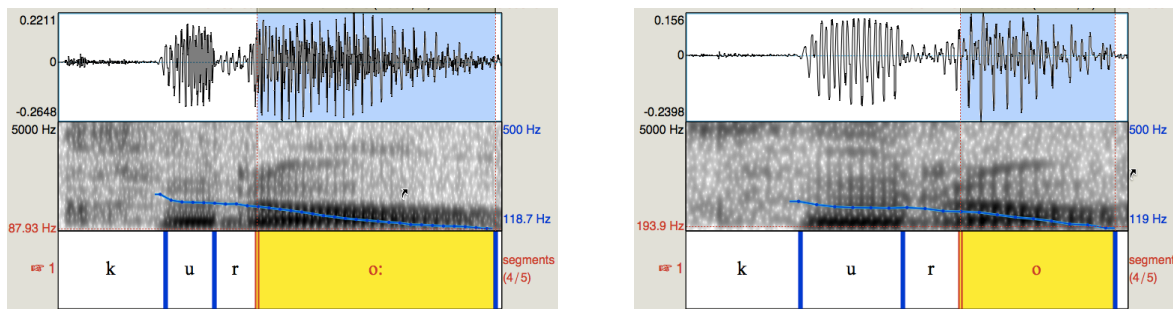 0.2211
0
-0.2648
5000 Hz
500 Hz
118.7 Hz
87.93 Hz
☞ 1
k
u
r
o:
segments
(4/5)
0.156
0
-0.2398
5000 Hz
500 Hz
119 Hz
193.9 Hz
☞ 1
k
u
r
o
segments
(4/5)